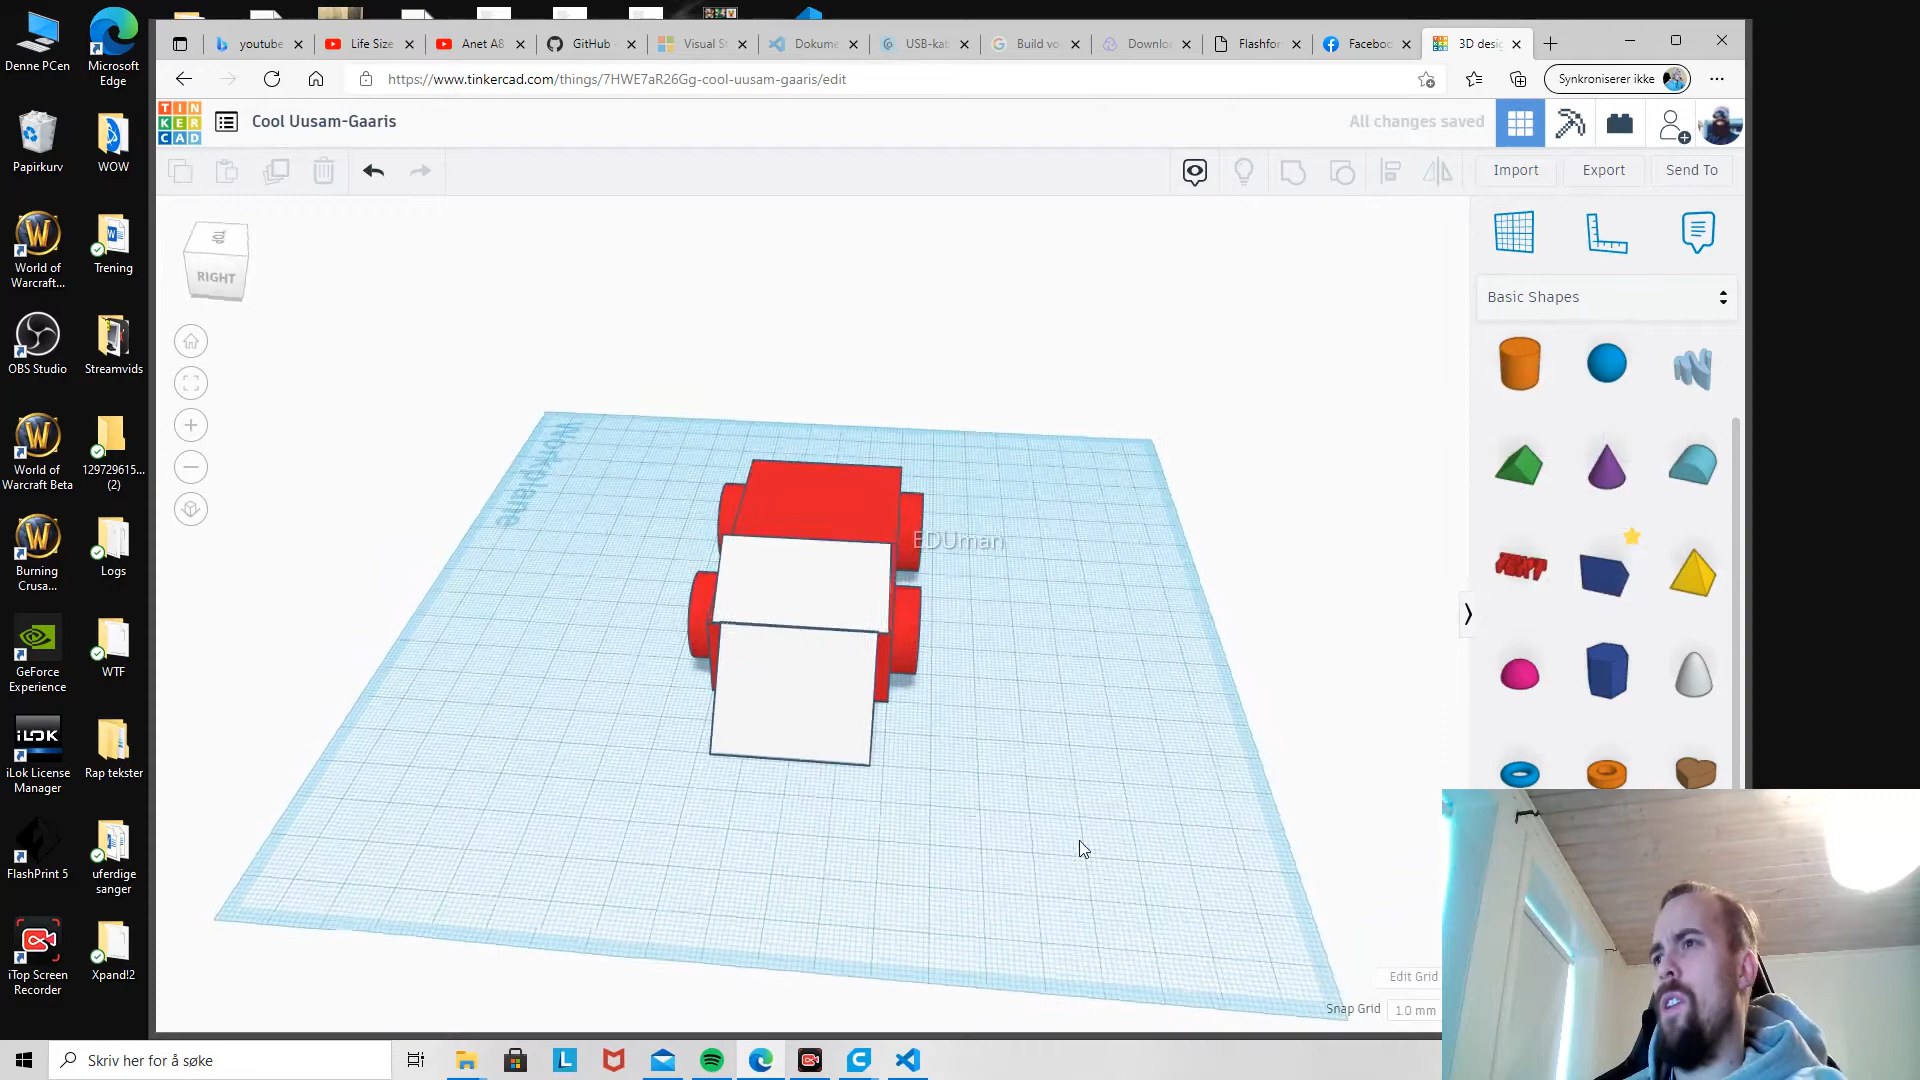 Denne PCen
Microsoft
Edge
Papirkurv
WOW
World of
Warcraft...
Trening
OBS Studio
Streamvids
World of
Warcraft Beta
129729615...
(2)
Burning
Crusa...
Logs
GeForce
Experience
WTF
iLOK
iLok License
Manager
Rap tekster
FlashPrint 5
uferdige
sanger
iTop Screen
Recorder
Xpand!2
youtube
Life Size
Anet A8
GitHub
Visual S
Dokume
USB-kab
Build vo
Downlo
Flashfor
Faceboo
3D desi
https://www.tinkercad.com/things/7HWE7aR26Gg-cool-uusam-gaaris/edit
Synkroniserer ikke
TIN
KER
CAD
Cool Uusam-Gaaris
All changes saved
Import
Export
Send To
TOP
RIGHT
Basic Shapes
Workplane
TEXT
EDUman
Edit Grid
Snap Grid
1.0 mm
Skriv her for å søke